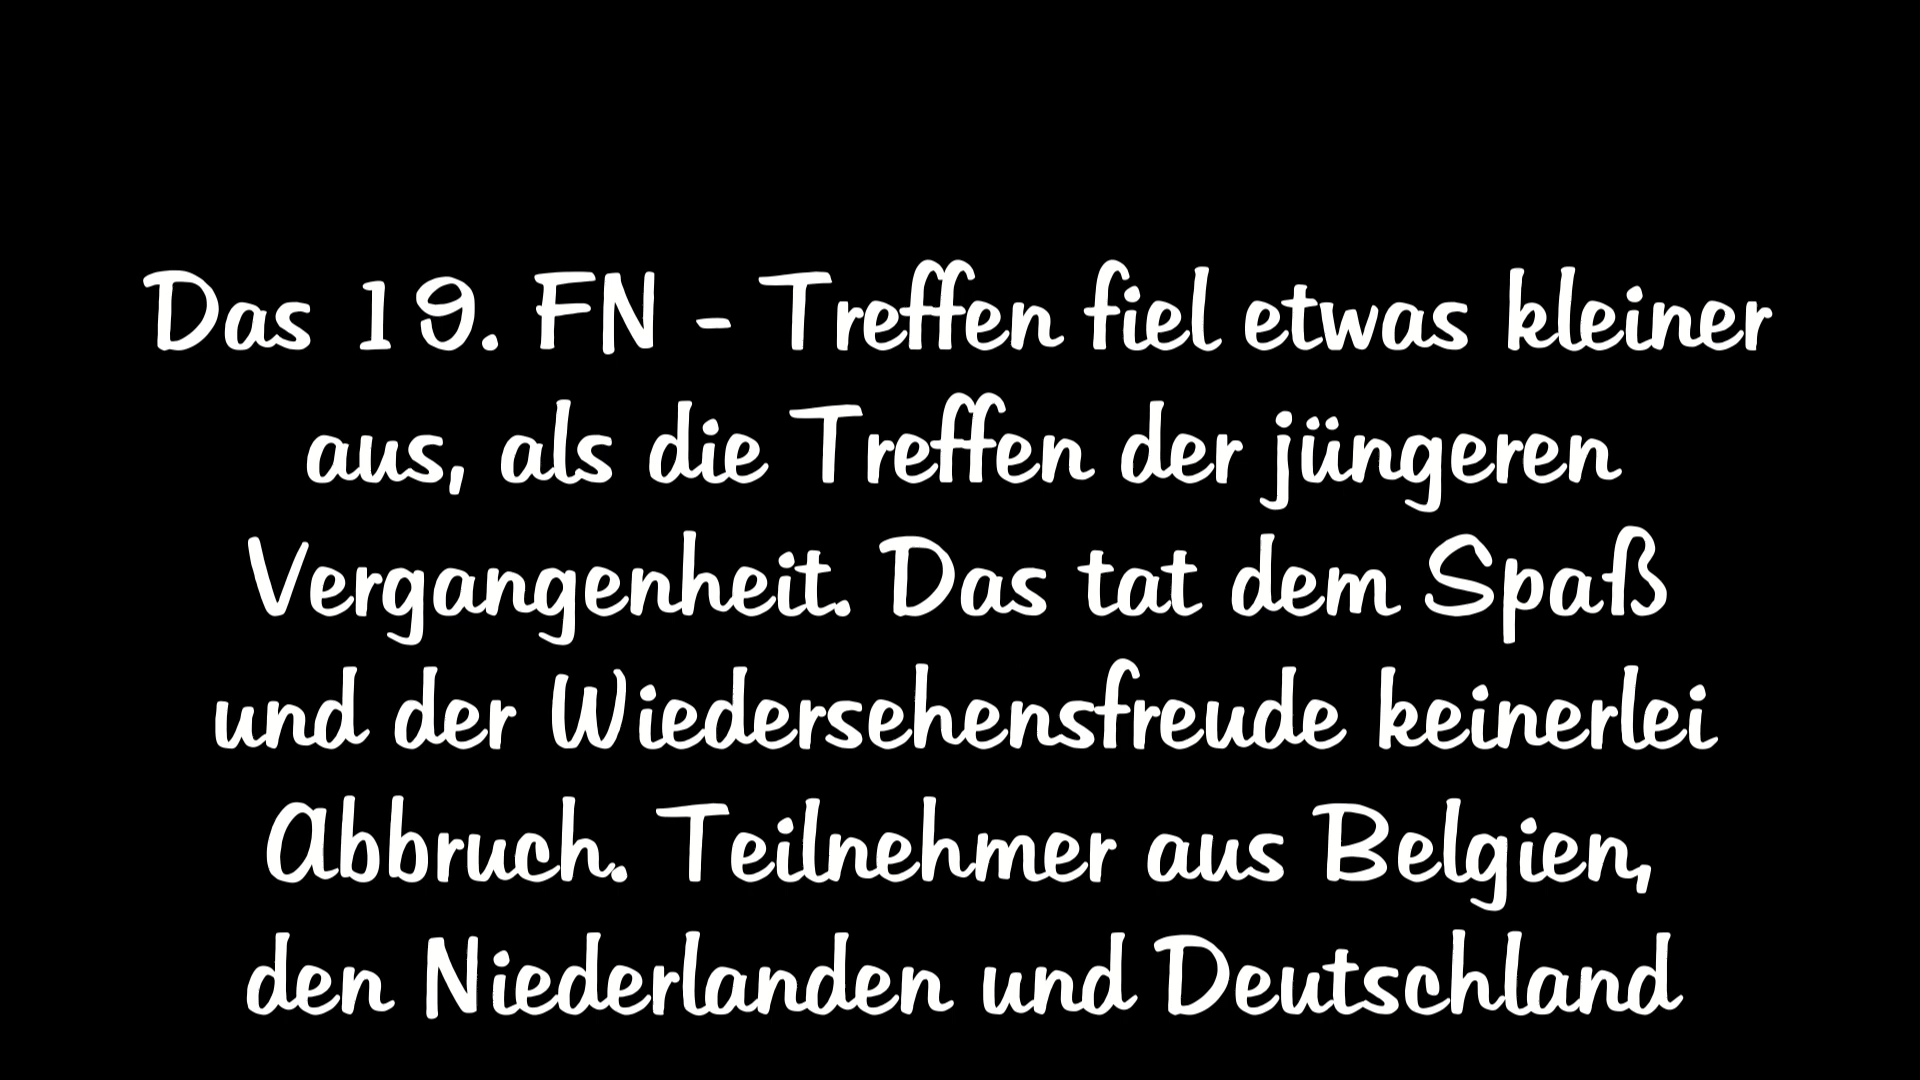 Das 19. FN - Treffen fiel etwas kleiner
aus, als die Treffen der jüngeren
Vergangenheit. Das tat dem Spaß
und der Wiedersehensfreude keinerlei
Abbruch. Teilnehmer aus Belgien,
den Niederlanden und Deutschland